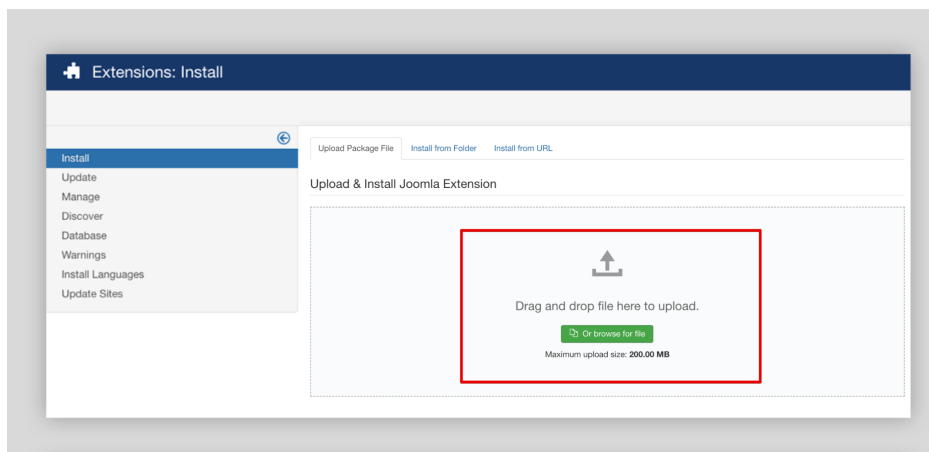 Extensions: Install
Install
Update
Manage
Discover
Database
Warnings
Install Languages
Update Sites
Upload Package File Install from Folder Install from URL
Upload & Install Joomla Extension
Drag and drop file here to upload.
Or browse for file
Maximum upload size: 200.00 MB